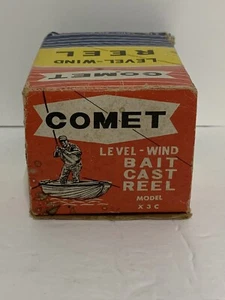 LEVEL-WIND
REEL
COMET
COMET
LEVEL-WIND
BAIT
CAST
REEL
MODEL
X3C